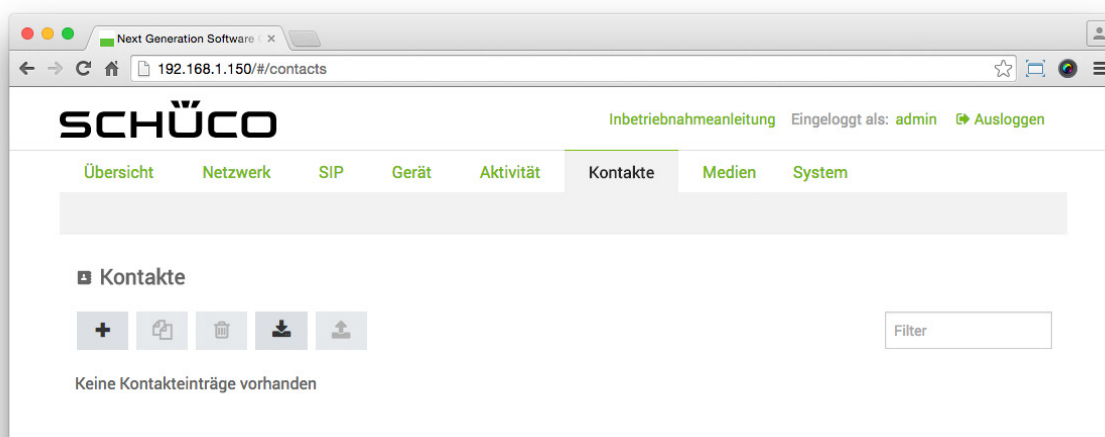 Next Generation Software
192.168.1.150/#/contacts
SCHÜCO
Inbetriebnahmeanleitung Eingeloggt als: admin Ausloggen
Übersicht Netzwerk SIP Gerät Aktivität Kontakte Medien System
Kontakte
Filter
Keine Kontakteinträge vorhanden